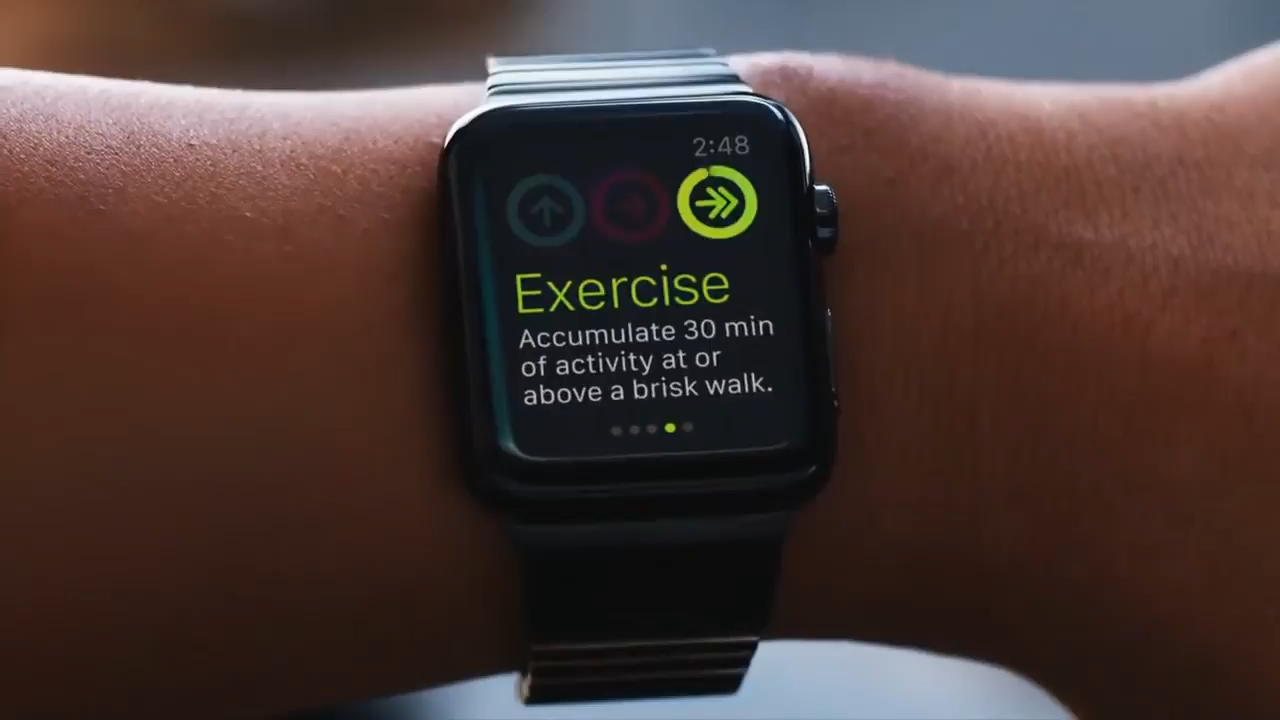 2:48
Exercise
Accumulate 30 min
of activity at or
above a brisk walk.